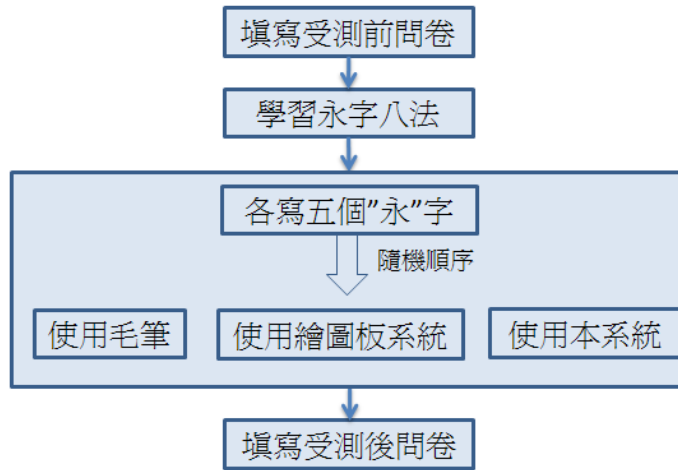 填寫受測前問卷
學習永字八法
各寫五個”永”字
隨機順序
使用毛筆
使用繪圖板系統
使用本系統
填寫受測後問卷